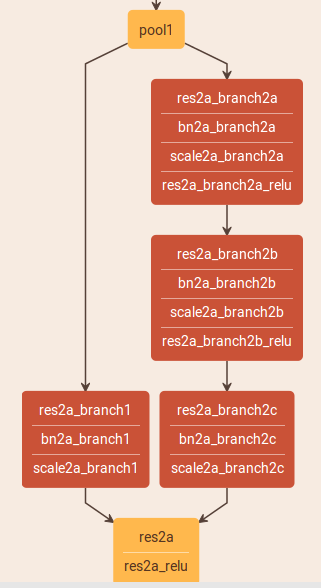 pool1
res2a_branch2a
bn2a_branch2a
scale2a_branch2a
res2a_branch2a_relu
res2a_branch2b
bn2a_branch2b
scale2a_branch2b
res2a_branch2b_relu
res2a_branch1
bn2a_branch1
scale2a_branch1
res2a_branch2c
bn2a_branch2c
scale2a_branch2c
res2a
res2a_relu